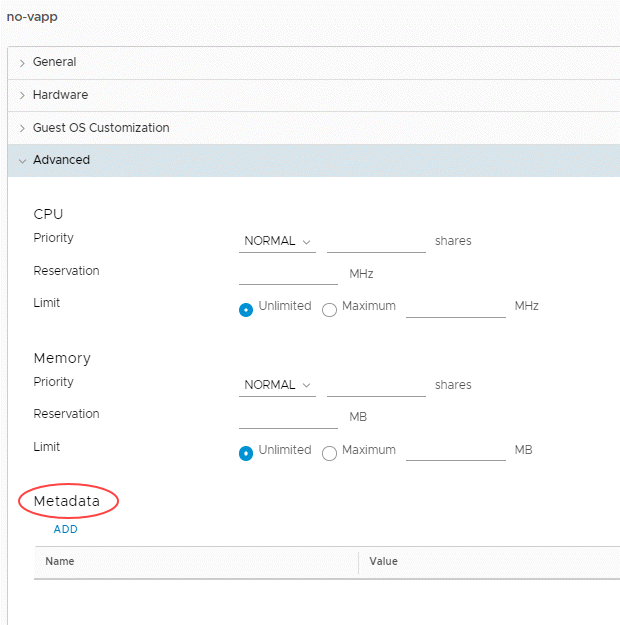 no-vapp
General
Hardware
Guest OS Customization
Advanced
CPU
Priority NORMAL shares
Reservation MHz
Limit Unlimited Maximum MHz
Memory
Priority NORMAL shares
Reservation MB
Limit Unlimited Maximum MB
Metadata
ADD
Name Value